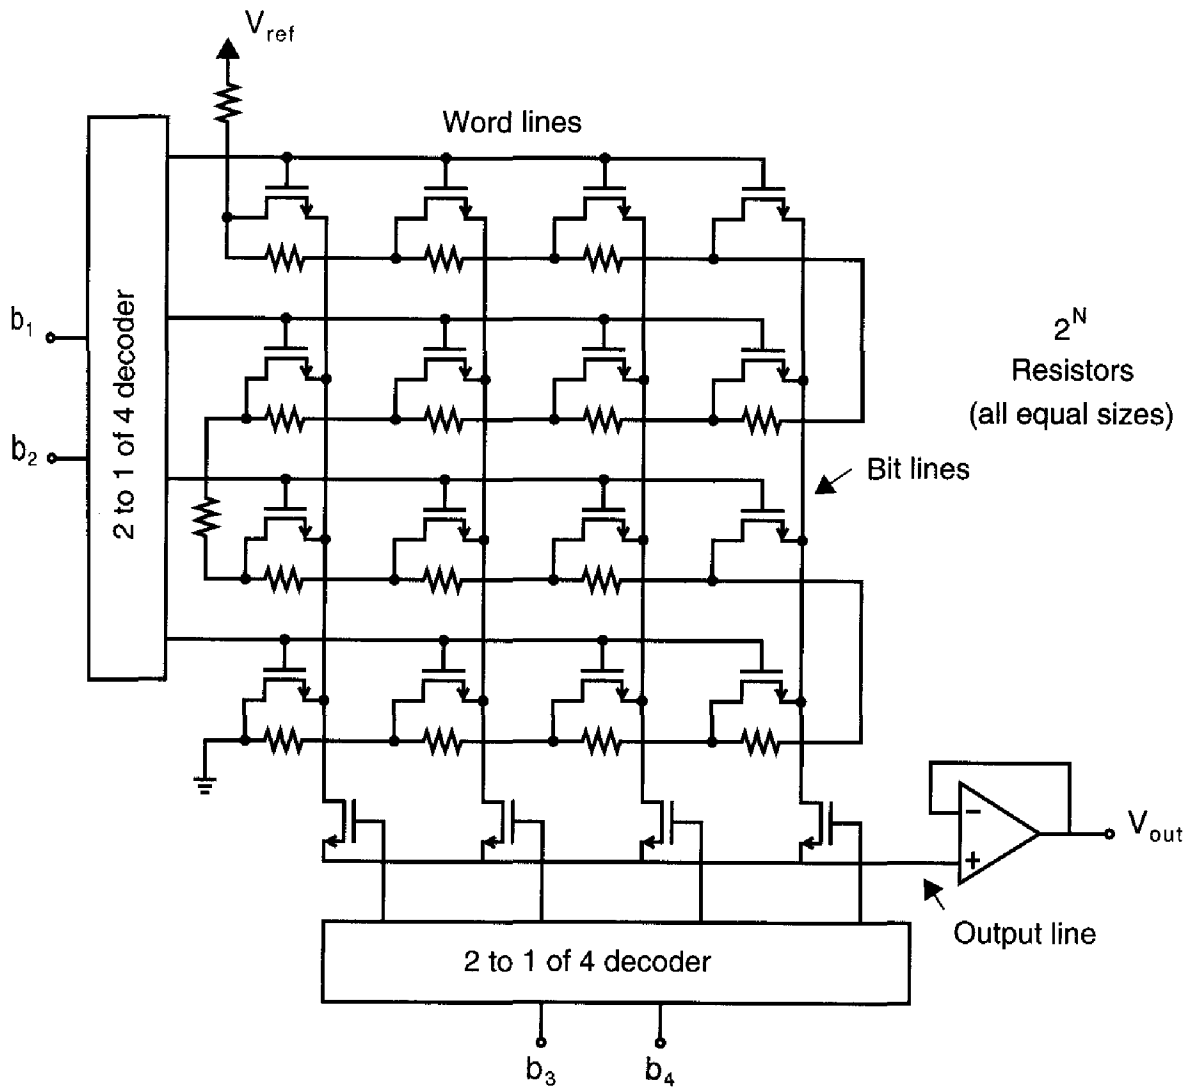 V_ref
Word lines
2 to 1 of 4 decoder
b_1
b_2
2^N
Resistors
(all equal sizes)
Bit lines
−
+
V_out
Output line
2 to 1 of 4 decoder
b_3
b_4